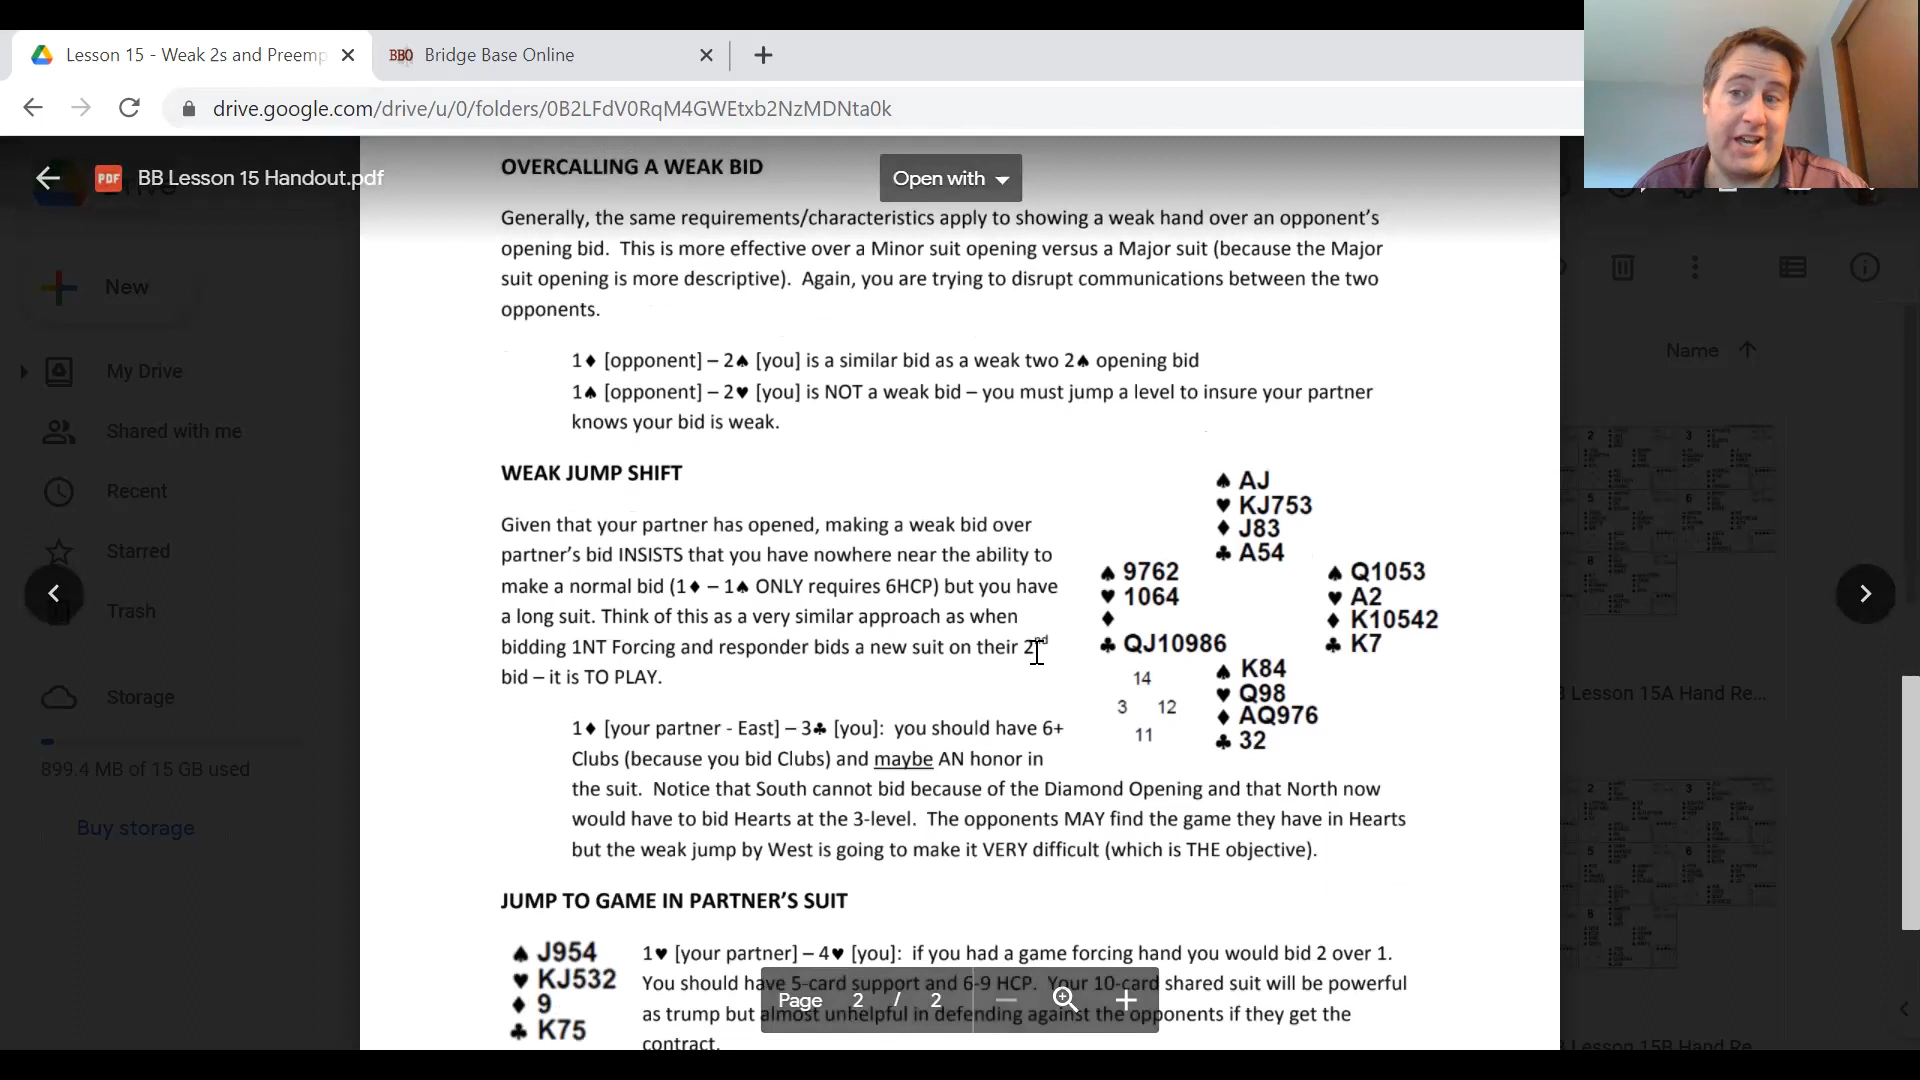 Lesson 15 - Weak 2s and Preemp
BBO Bridge Base Online
drive.google.com/drive/u/0/folders/0B2LFdV0RqM4GWEtxb2NzMDNta0k
PDF BB Lesson 15 Handout.pdf
Open with
New
My Drive
Shared with me
Recent
Starred
Trash
Storage
899.4 MB of 15 GB used
Buy storage
OVERCALLING A WEAK BID
Generally, the same requirements/characteristics apply to showing a weak hand over an opponent's
opening bid. This is more effective over a Minor suit opening versus a Major suit (because the Major
suit opening is more descriptive). Again, you are trying to disrupt communications between the two
opponents.
1♦ [opponent] – 2♠ [you] is a similar bid as a weak two 2♠ opening bid
1♠ [opponent] – 2♥ [you] is NOT a weak bid – you must jump a level to insure your partner
knows your bid is weak.
WEAK JUMP SHIFT
Given that your partner has opened, making a weak bid over
partner's bid INSISTS that you have nowhere near the ability to
make a normal bid (1♦ – 1♠ ONLY requires 6HCP) but you have
a long suit. Think of this as a very similar approach as when
bidding 1NT Forcing and responder bids a new suit on their 2nd
bid – it is TO PLAY.
♠ AJ
♥ KJ753
♦ J83
♣ A54
♠ 9762
♥ 1064
♦
♣ QJ10986
♠ Q1053
♥ A2
♦ K10542
♣ K7
♠ K84
♥ Q98
♦ AQ976
♣ 32
14
3 12
11
1♦ [your partner - East] – 3♣ [you]: you should have 6+
Clubs (because you bid Clubs) and maybe AN honor in
the suit. Notice that South cannot bid because of the Diamond Opening and that North now
would have to bid Hearts at the 3-level. The opponents MAY find the game they have in Hearts
but the weak jump by West is going to make it VERY difficult (which is THE objective).
JUMP TO GAME IN PARTNER'S SUIT
♠ J954
♥ KJ532
♦ 9
♣ K75
1♥ [your partner] – 4♥ [you]: if you had a game forcing hand you would bid 2 over 1.
You should have 5-card support and 6-9 HCP. Your 10-card shared suit will be powerful
as trump but almost unhelpful in defending against the opponents if they get the
contract.
Page 2 / 2
Name
Lesson 15A Hand Re...
Lesson 15B Hand Re